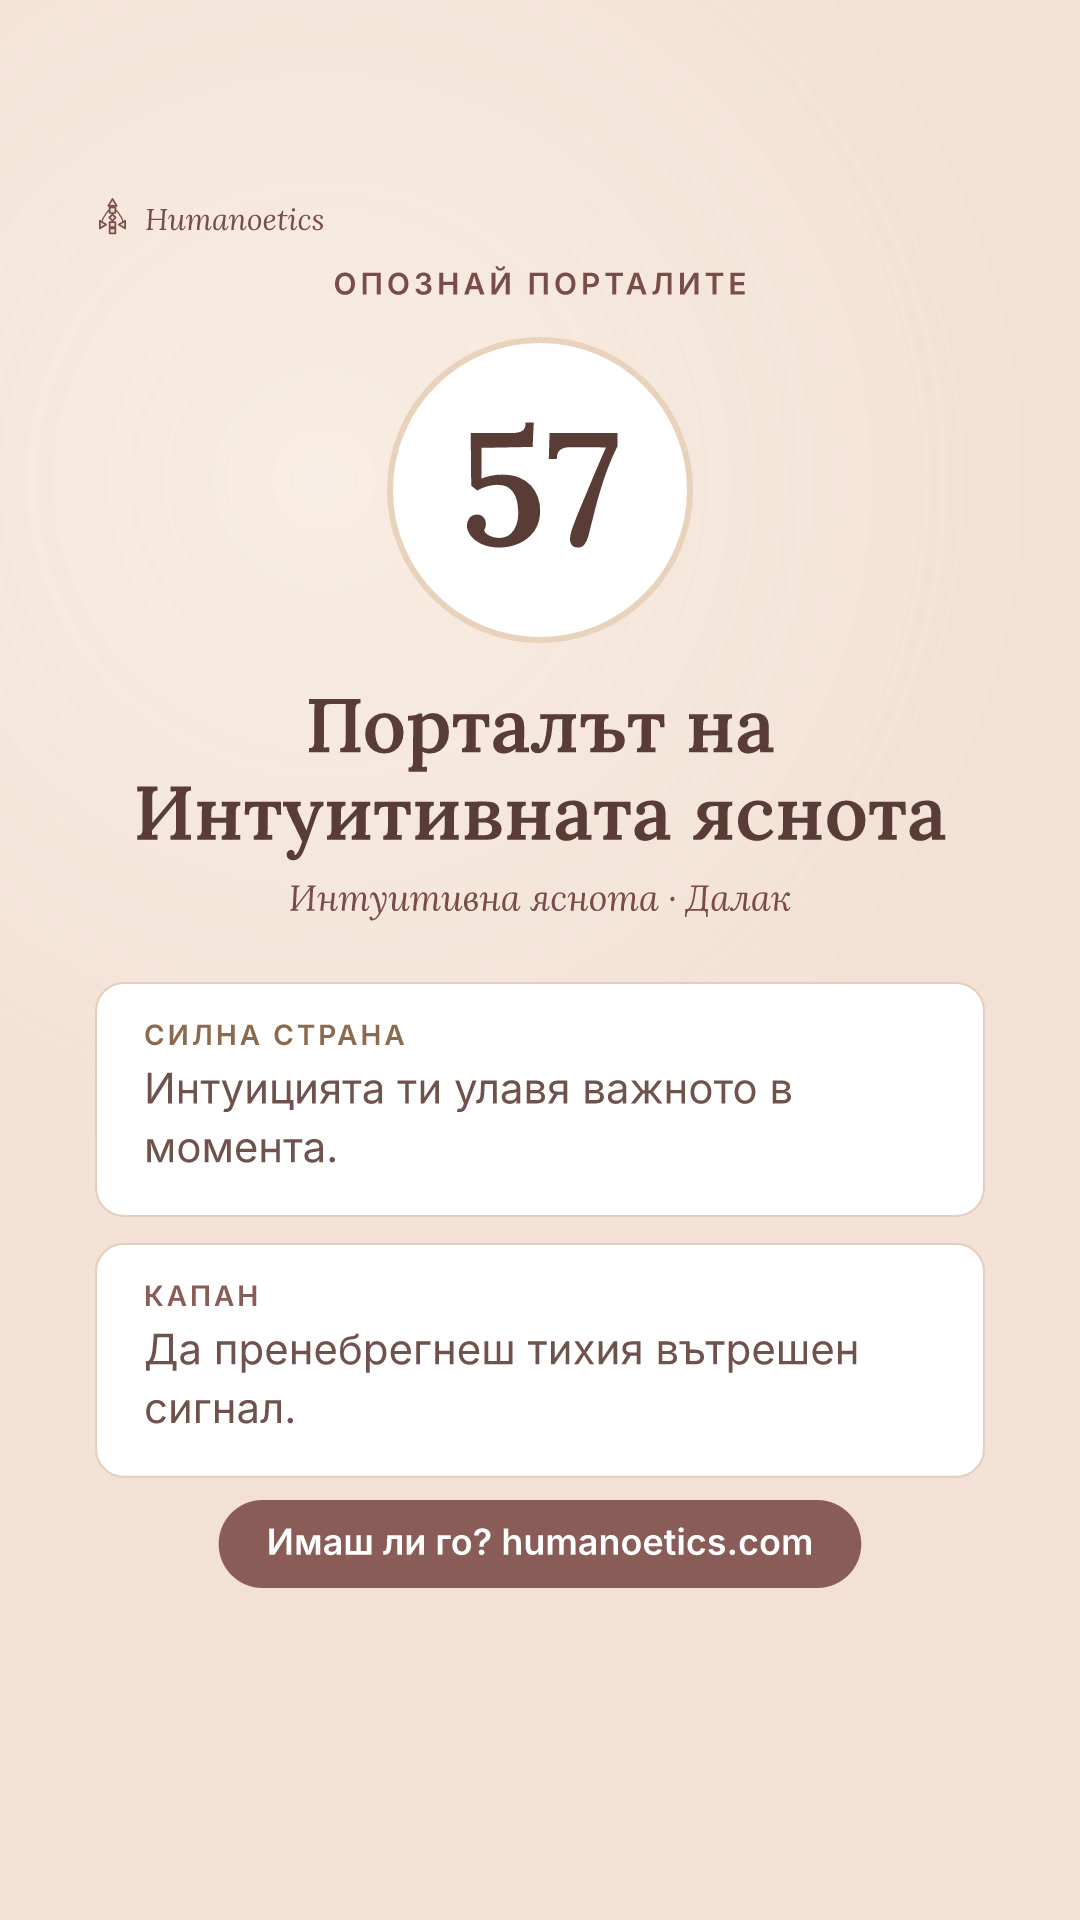 Humanoetics
ОПОЗНАЙ ПОРТАЛИТЕ
57
Порталът на
Интуитивната яснота
Интуитивна яснота · Далак
СИЛНА СТРАНА
Интуицията ти улавя важното в
момента.
КАПАН
Да пренебрегнеш тихия вътрешен
сигнал.
Имаш ли го? humanoetics.com